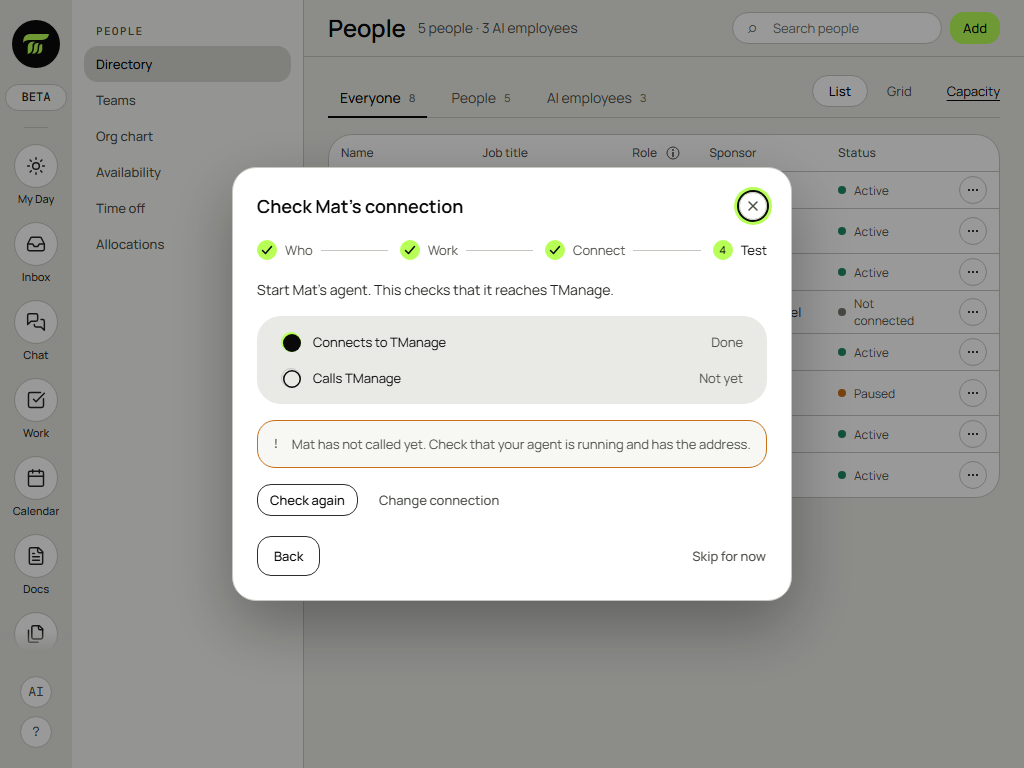 BETA
My Day
Inbox
Chat
Work
Calendar
Docs
AI
?
PEOPLE
Directory
Teams
Org chart
Availability
Time off
Allocations
People
5 people · 3 AI employees
Search people
Add
Everyone 8
People 5
AI employees 3
List
Grid
Capacity
Name
Job title
Role
Sponsor
Status
Active
Active
Active
Not
connected
Active
Paused
Active
Active
Check Mat's connection
Who
Work
Connect
4 Test
Start Mat's agent. This checks that it reaches TManage.
Connects to TManage Done
Calls TManage Not yet
! Mat has not called yet. Check that your agent is running and has the address.
Check again
Change connection
Back
Skip for now